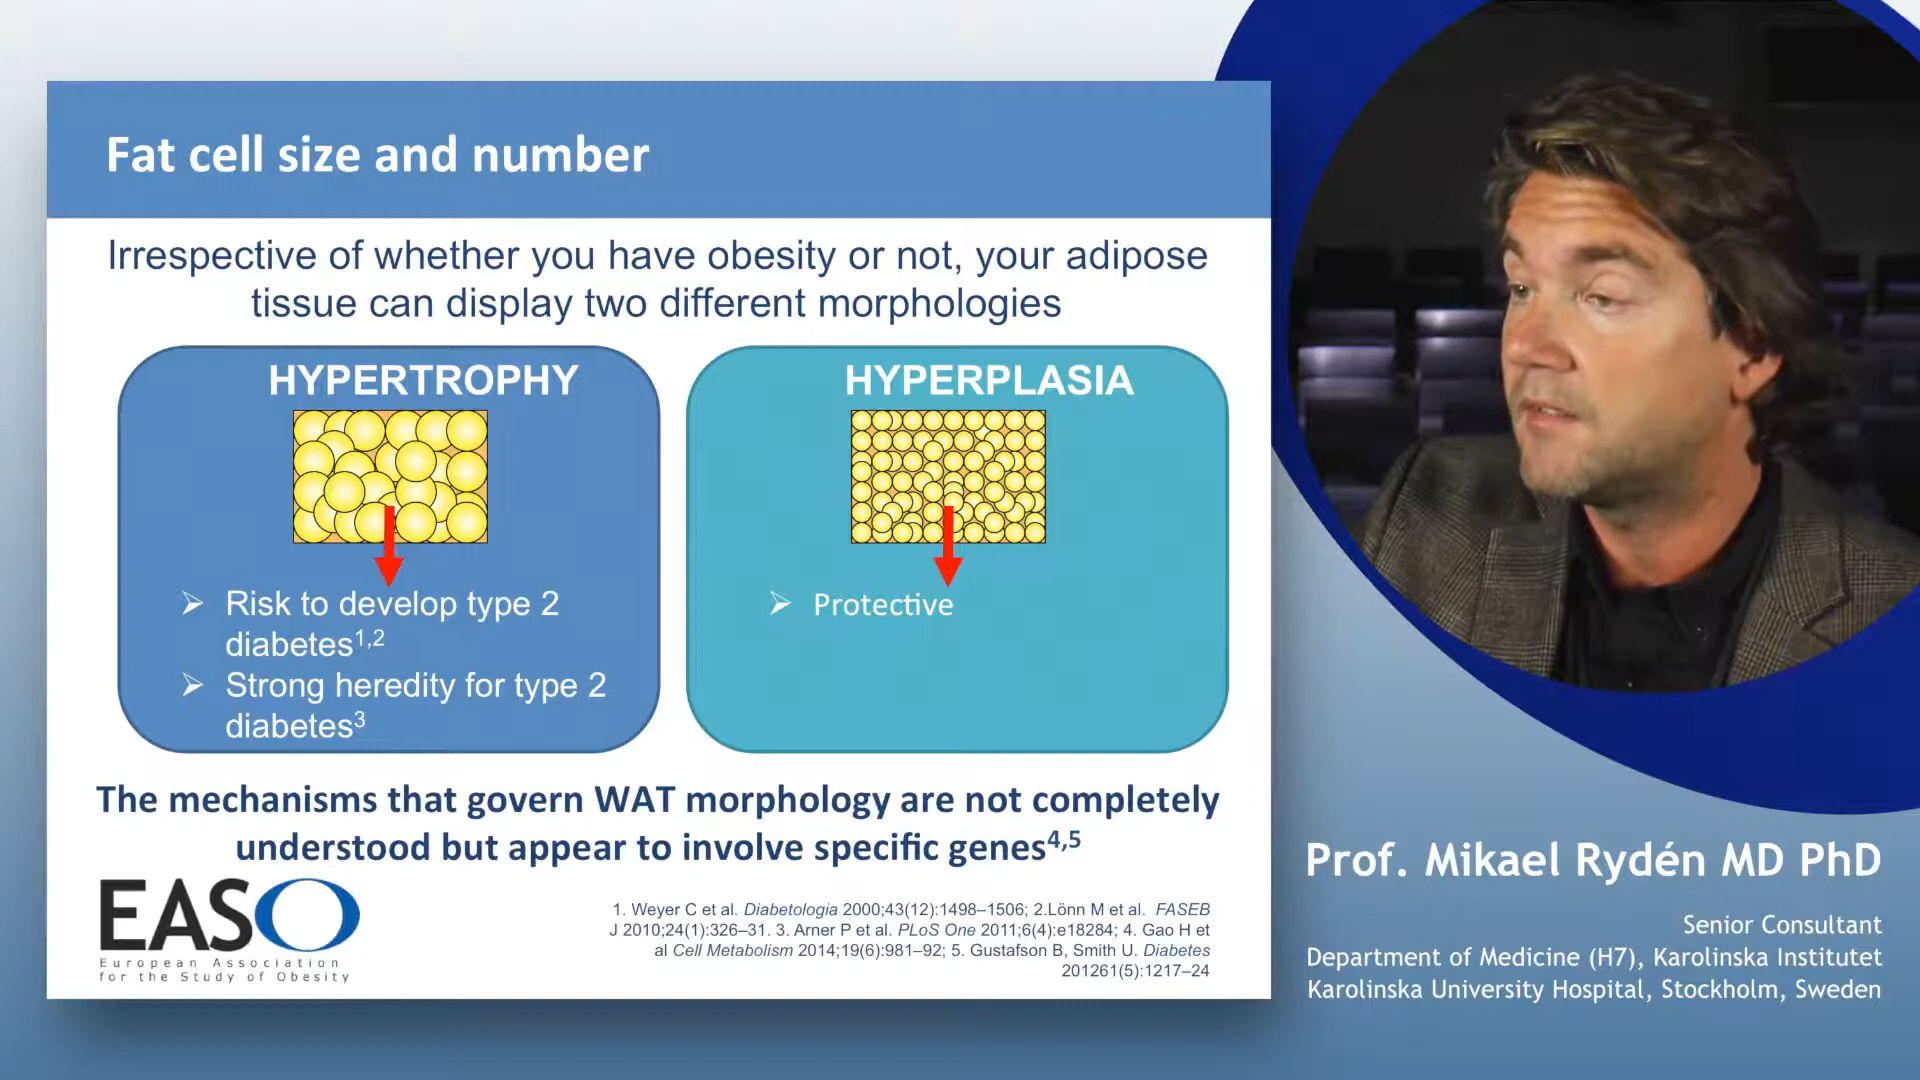 Fat cell size and number
Irrespective of whether you have obesity or not, your adipose
tissue can display two different morphologies
HYPERTROPHY
➢ Risk to develop type 2
diabetes1,2
➢ Strong heredity for type 2
diabetes3
HYPERPLASIA
➢ Protective
The mechanisms that govern WAT morphology are not completely
understood but appear to involve specific genes4,5
EASO
European Association
for the Study of Obesity
1. Weyer C et al. Diabetologia 2000;43(12):1498–1506; 2.Lönn M et al. FASEB
J 2010;24(1):326–31. 3. Arner P et al. PLoS One 2011;6(4):e18284; 4. Gao H et
al Cell Metabolism 2014;19(6):981–92; 5. Gustafson B, Smith U. Diabetes
201261(5):1217–24
Prof. Mikael Rydén MD PhD
Senior Consultant
Department of Medicine (H7), Karolinska Institutet
Karolinska University Hospital, Stockholm, Sweden